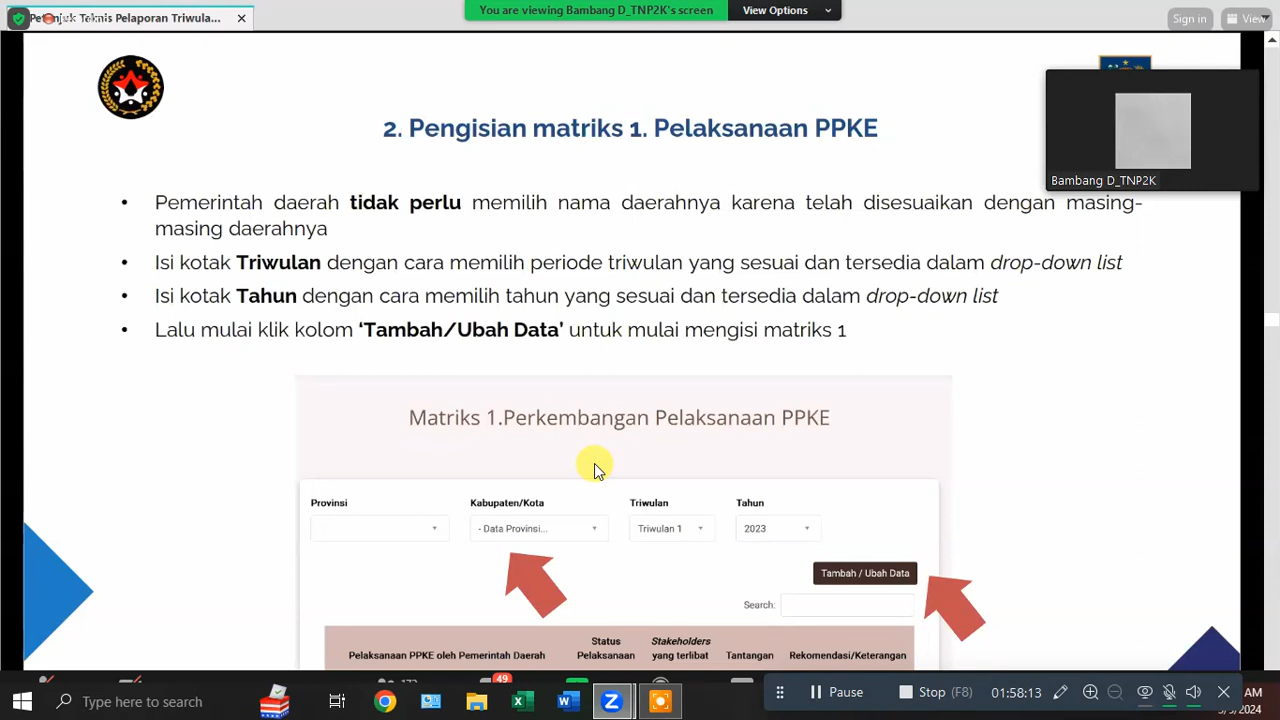 Petunjuk Teknis Pelaporan Triwula...
You are viewing Bambang D_TNP2K's screen
View Options
Sign in
View
2. Pengisian matriks 1. Pelaksanaan PPKE
Bambang D_TNP2K
• Pemerintah daerah tidak perlu memilih nama daerahnya karena telah disesuaikan dengan masing-
masing daerahnya
• Isi kotak Triwulan dengan cara memilih periode triwulan yang sesuai dan tersedia dalam drop-down list
• Isi kotak Tahun dengan cara memilih tahun yang sesuai dan tersedia dalam drop-down list
• Lalu mulai klik kolom ‘Tambah/Ubah Data’ untuk mulai mengisi matriks 1
Matriks 1.Perkembangan Pelaksanaan PPKE
Provinsi Kabupaten/Kota Triwulan Tahun
- Data Provinsi... Triwulan 1 2023
Tambah / Ubah Data
Search:
Pelaksanaan PPKE oleh Pemerintah Daerah
Status
Pelaksanaan
Stakeholders
yang terlibat
Tantangan
Rekomendasi/Keterangan
49
Type here to search
Pause
Stop (F8)
01:58:13
AM